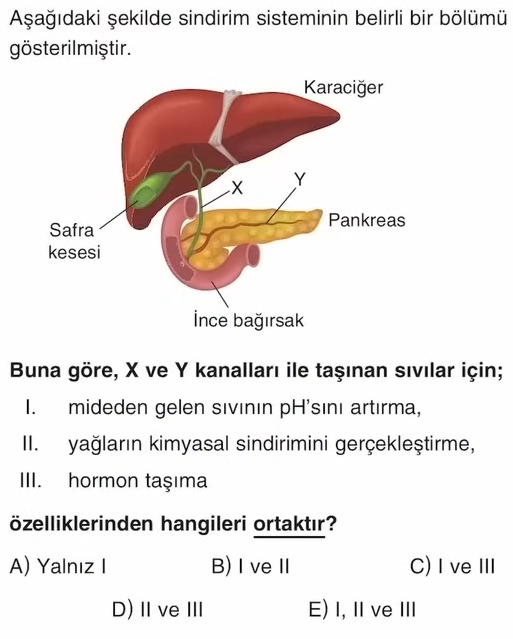 Aşağıdaki şekilde sindirim sisteminin belirli bir bölümü
gösterilmiştir.
Karaciğer
X
Y
Pankreas
Safra
kesesi
İnce bağırsak
Buna göre, X ve Y kanalları ile taşınan sıvılar için;
I. mideden gelen sıvının pH'sını artırma,
II. yağların kimyasal sindirimini gerçekleştirme,
III. hormon taşıma
özelliklerinden hangileri ortaktır?
A) Yalnız I B) I ve II C) I ve III
D) II ve III E) I, II ve III